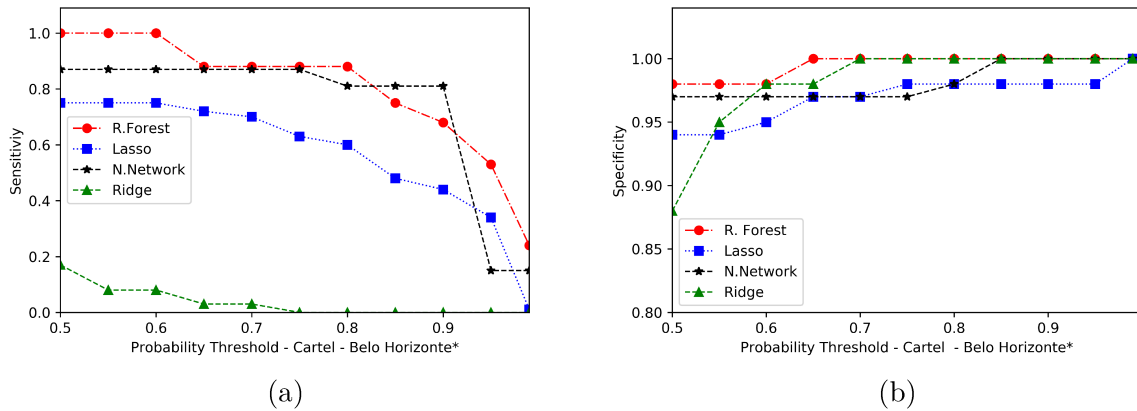 1.0
0.8
0.6
0.4
0.2
0.0
Sensitiviy
R.Forest
Lasso
N.Network
Ridge
0.5 0.6 0.7 0.8 0.9
Probability Threshold - Cartel - Belo Horizonte*
(a)
1.00
0.95
0.90
0.85
0.80
Specificity
R. Forest
Lasso
N.Network
Ridge
0.5 0.6 0.7 0.8 0.9
Probability Threshold - Cartel - Belo Horizonte*
(b)